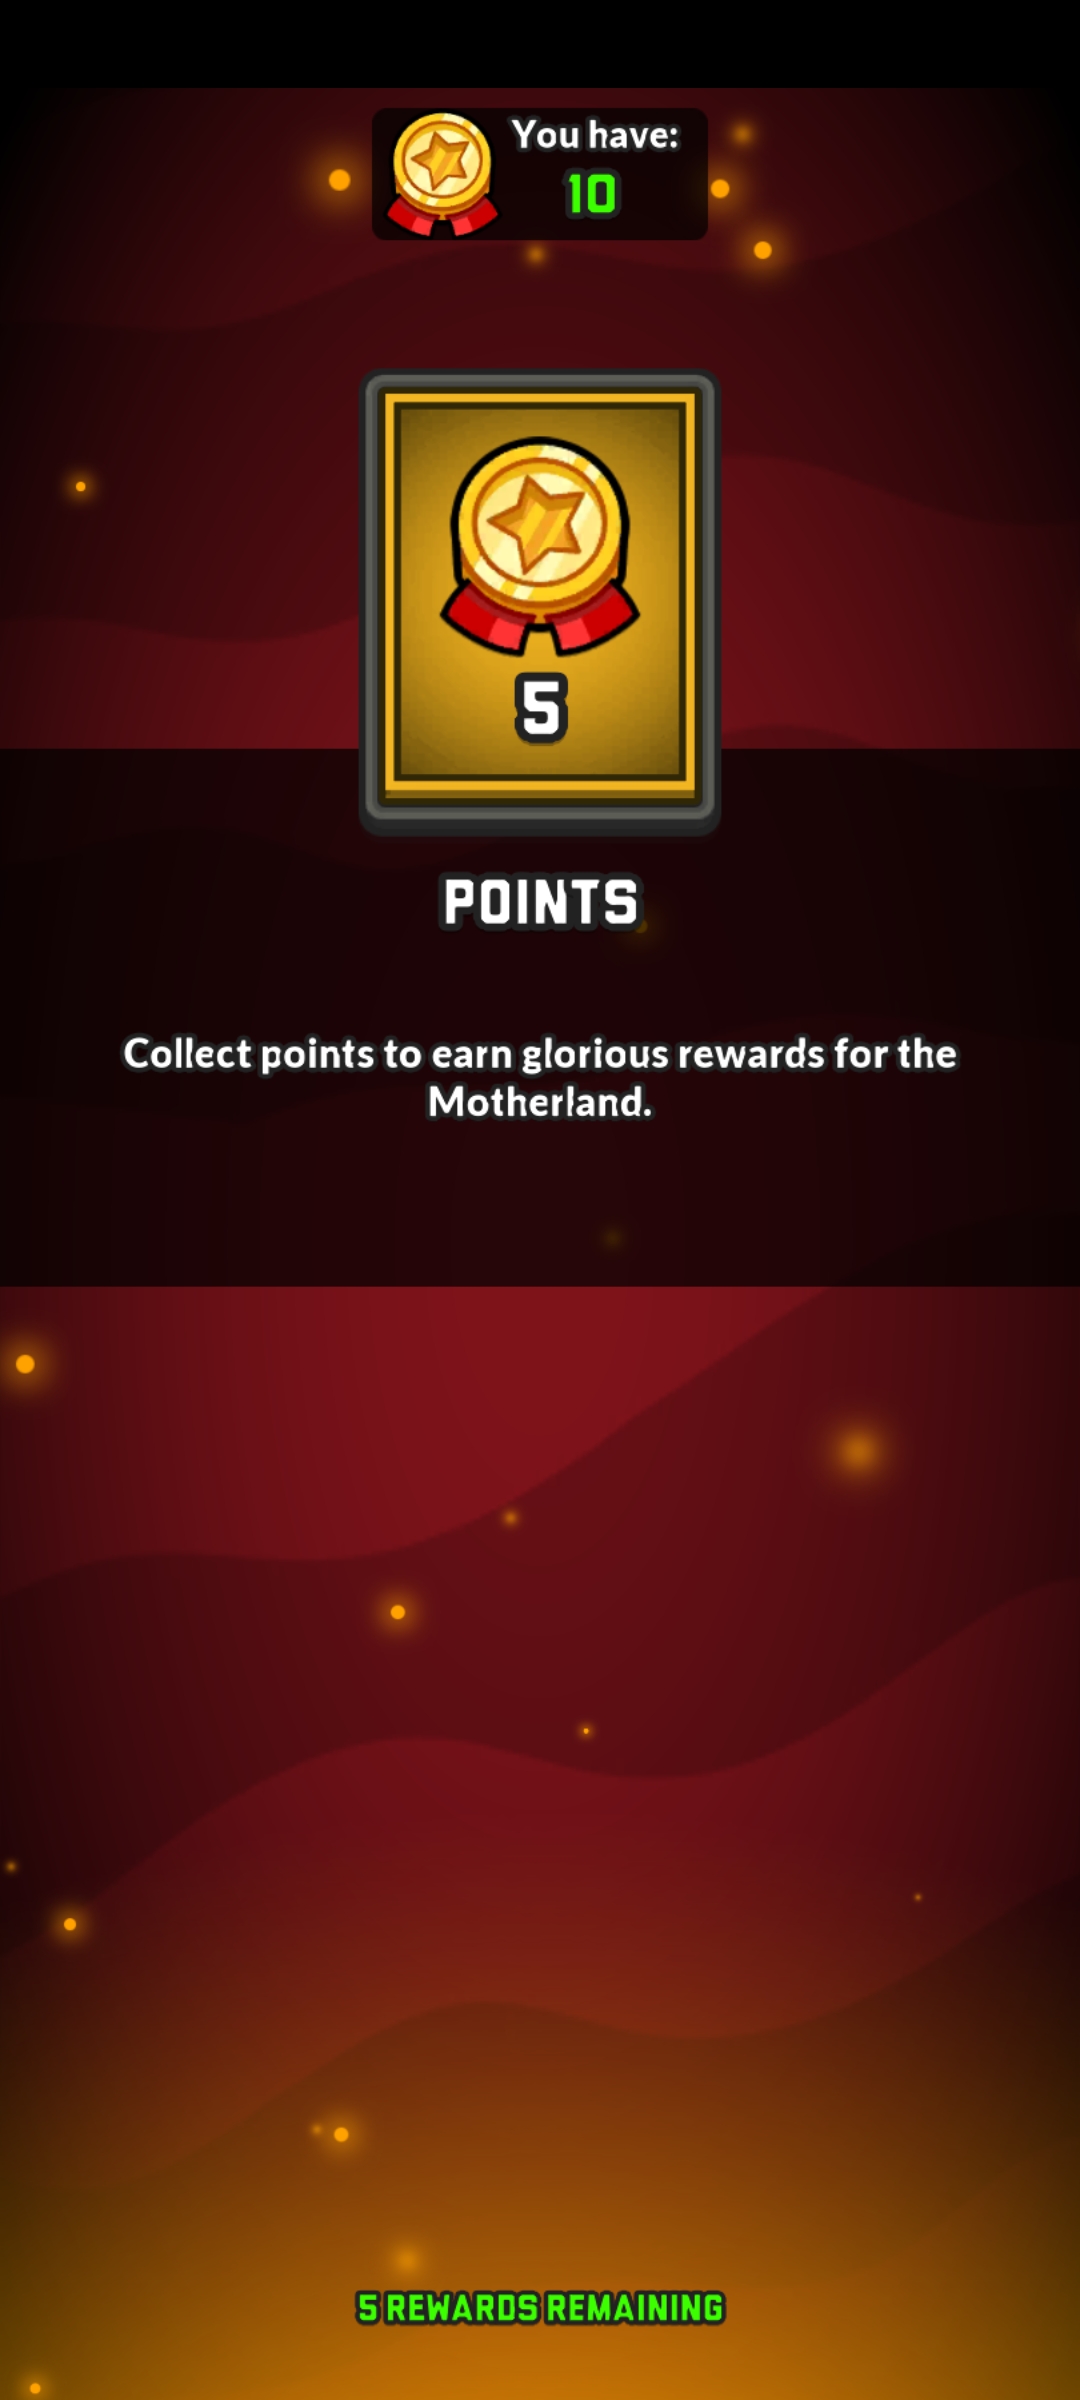 You have:
10
5
POINTS
Collect points to earn glorious rewards for the
Motherland.
5 REWARDS REMAINING